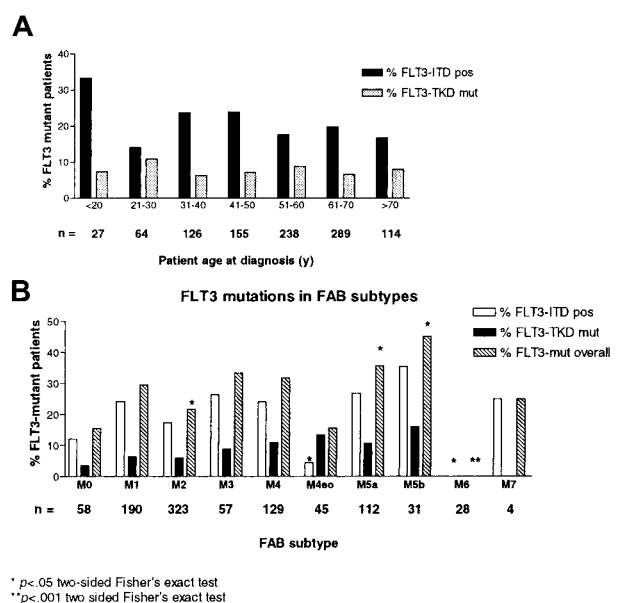 A
% FLT3 mutant patients
40
30
20
10
0
% FLT3-ITD pos
% FLT3-TKD mut
<20 21-30 31-40 41-50 51-60 61-70 >70
n = 27 64 126 155 238 289 114
Patient age at diagnosis (y)
B
FLT3 mutations in FAB subtypes
% FLT3-mutant patients
50
40
30
20
10
0
% FLT3-ITD pos
% FLT3-TKD mut
% FLT3-mut overall
* * * * * **
M0 M1 M2 M3 M4 M4eo M5a M5b M6 M7
n = 58 190 323 57 129 45 112 31 28 4
FAB subtype
* p<.05 two-sided Fisher's exact test
**p<.001 two sided Fisher's exact test